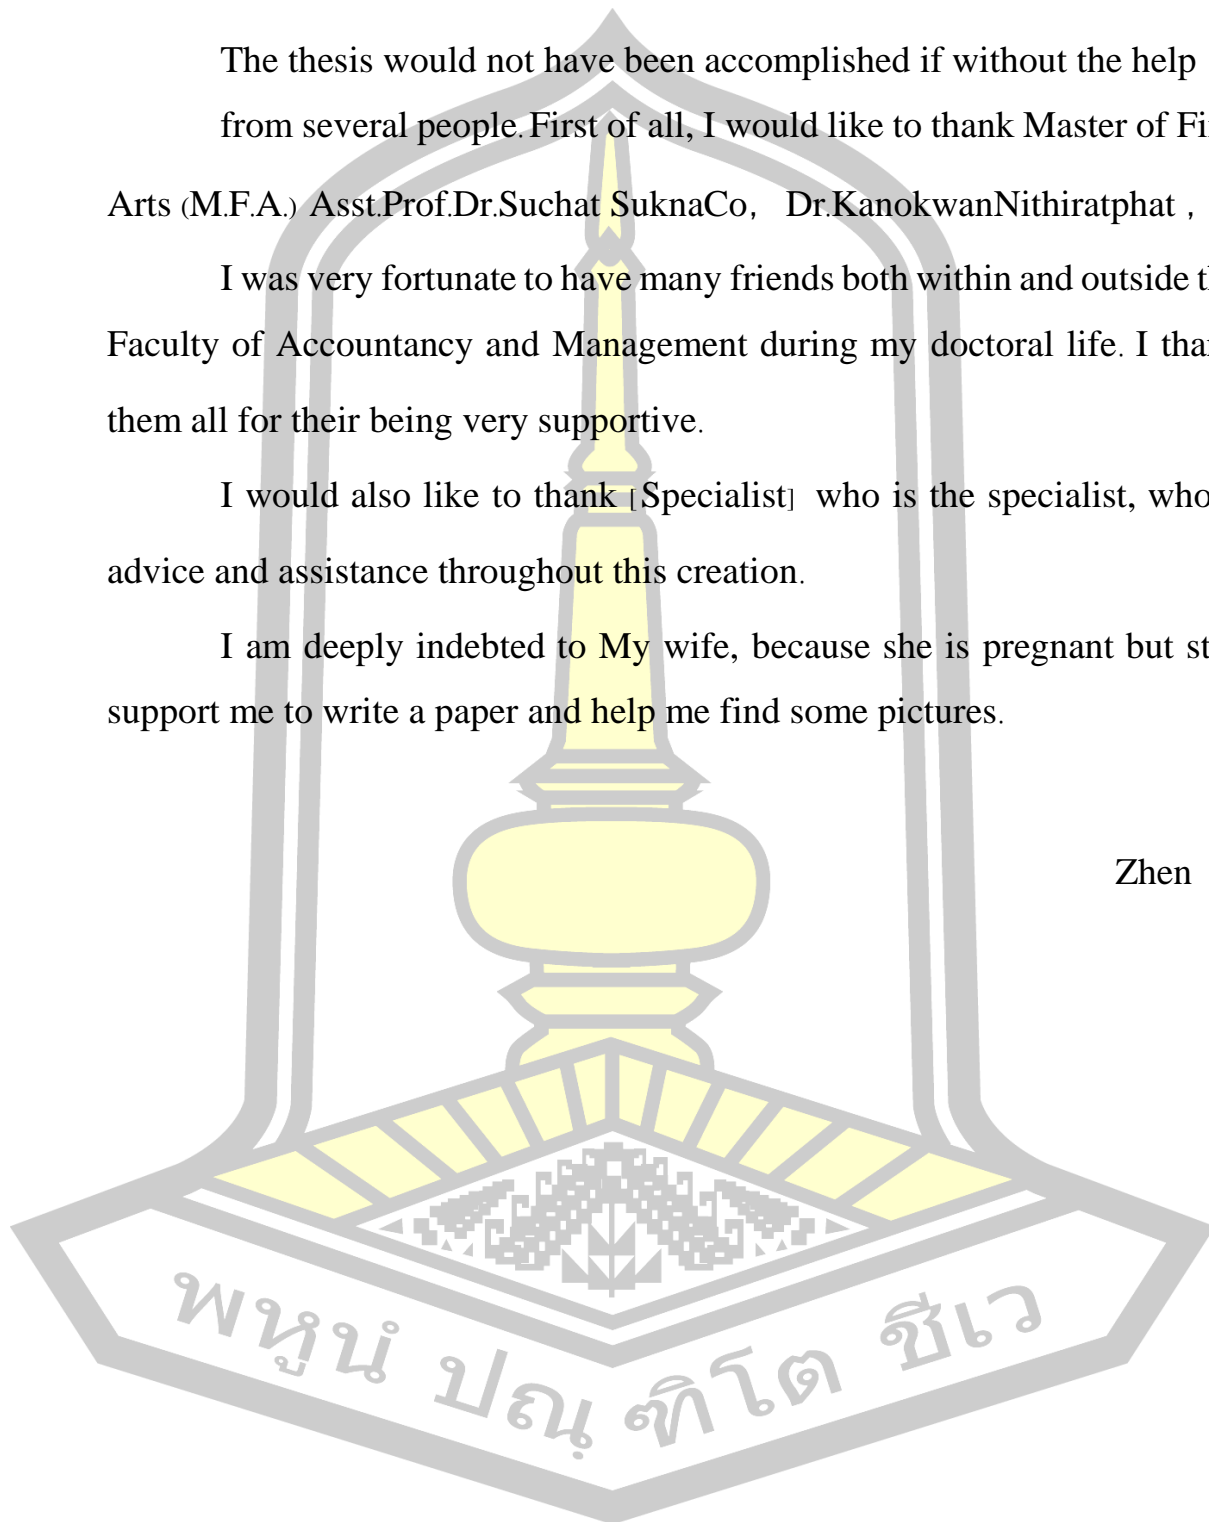 The thesis would not have been accomplished if without the help
from several people. First of all, I would like to thank Master of
Arts (M.F.A.) Asst.Prof.Dr.Suchat SuknaCo, Dr.KanokwanNithiratphat ,
I was very fortunate to have many friends both within and outside
Faculty of Accountancy and Management during my doctoral life. I
them all for their being very supportive.
I would also like to thank [Specialist] who is the specialist, who
advice and assistance throughout this creation.
I am deeply indebted to My wife, because she is pregnant but
support me to write a paper and help me find some pictures.
Zhen
พหูนํ ปณฺฑิโต ชีเว